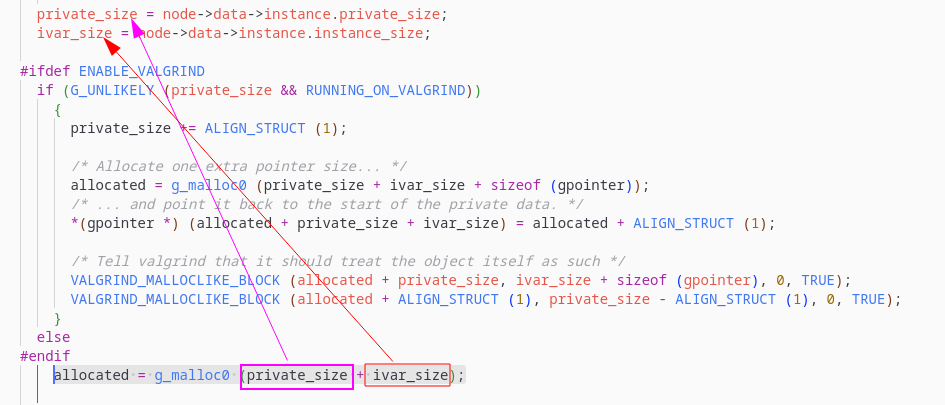 private_size = node->data->instance.private_size;
ivar_size = node->data->instance.instance_size;
#ifdef ENABLE_VALGRIND
if (G_UNLIKELY (private_size && RUNNING_ON_VALGRIND))
{
private_size += ALIGN_STRUCT (1);
/* Allocate one extra pointer size... */
allocated = g_malloc0 (private_size + ivar_size + sizeof (gpointer));
/* ... and point it back to the start of the private data. */
*(gpointer *) (allocated + private_size + ivar_size) = allocated + ALIGN_STRUCT (1);
/* Tell valgrind that it should treat the object itself as such */
VALGRIND_MALLOCLIKE_BLOCK (allocated + private_size, ivar_size + sizeof (gpointer), 0, TRUE);
VALGRIND_MALLOCLIKE_BLOCK (allocated + ALIGN_STRUCT (1), private_size - ALIGN_STRUCT (1), 0, TRUE);
}
else
#endif
allocated = g_malloc0 (private_size + ivar_size);